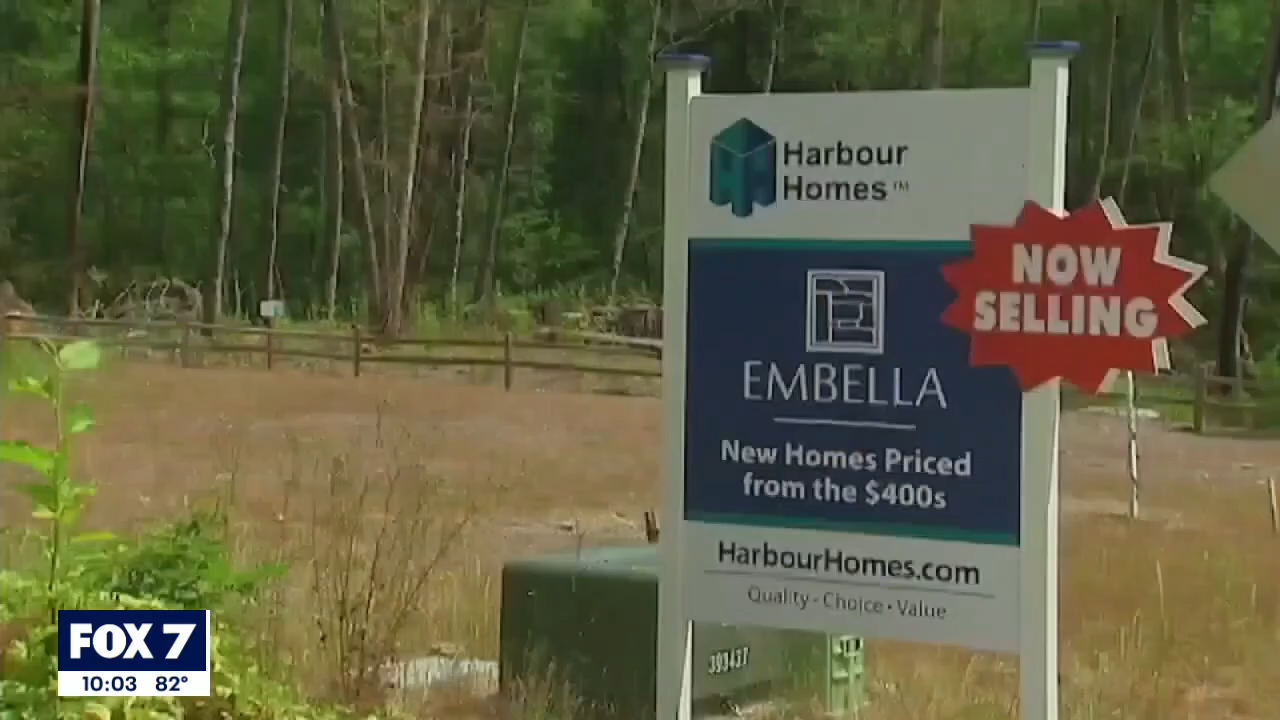 Harbour
Homes™
NOW
SELLING
EMBELLA
New Homes Priced
from the $400s
HarbourHomes.com
Quality · Choice · Value
393437
FOX 7
10:03 82°